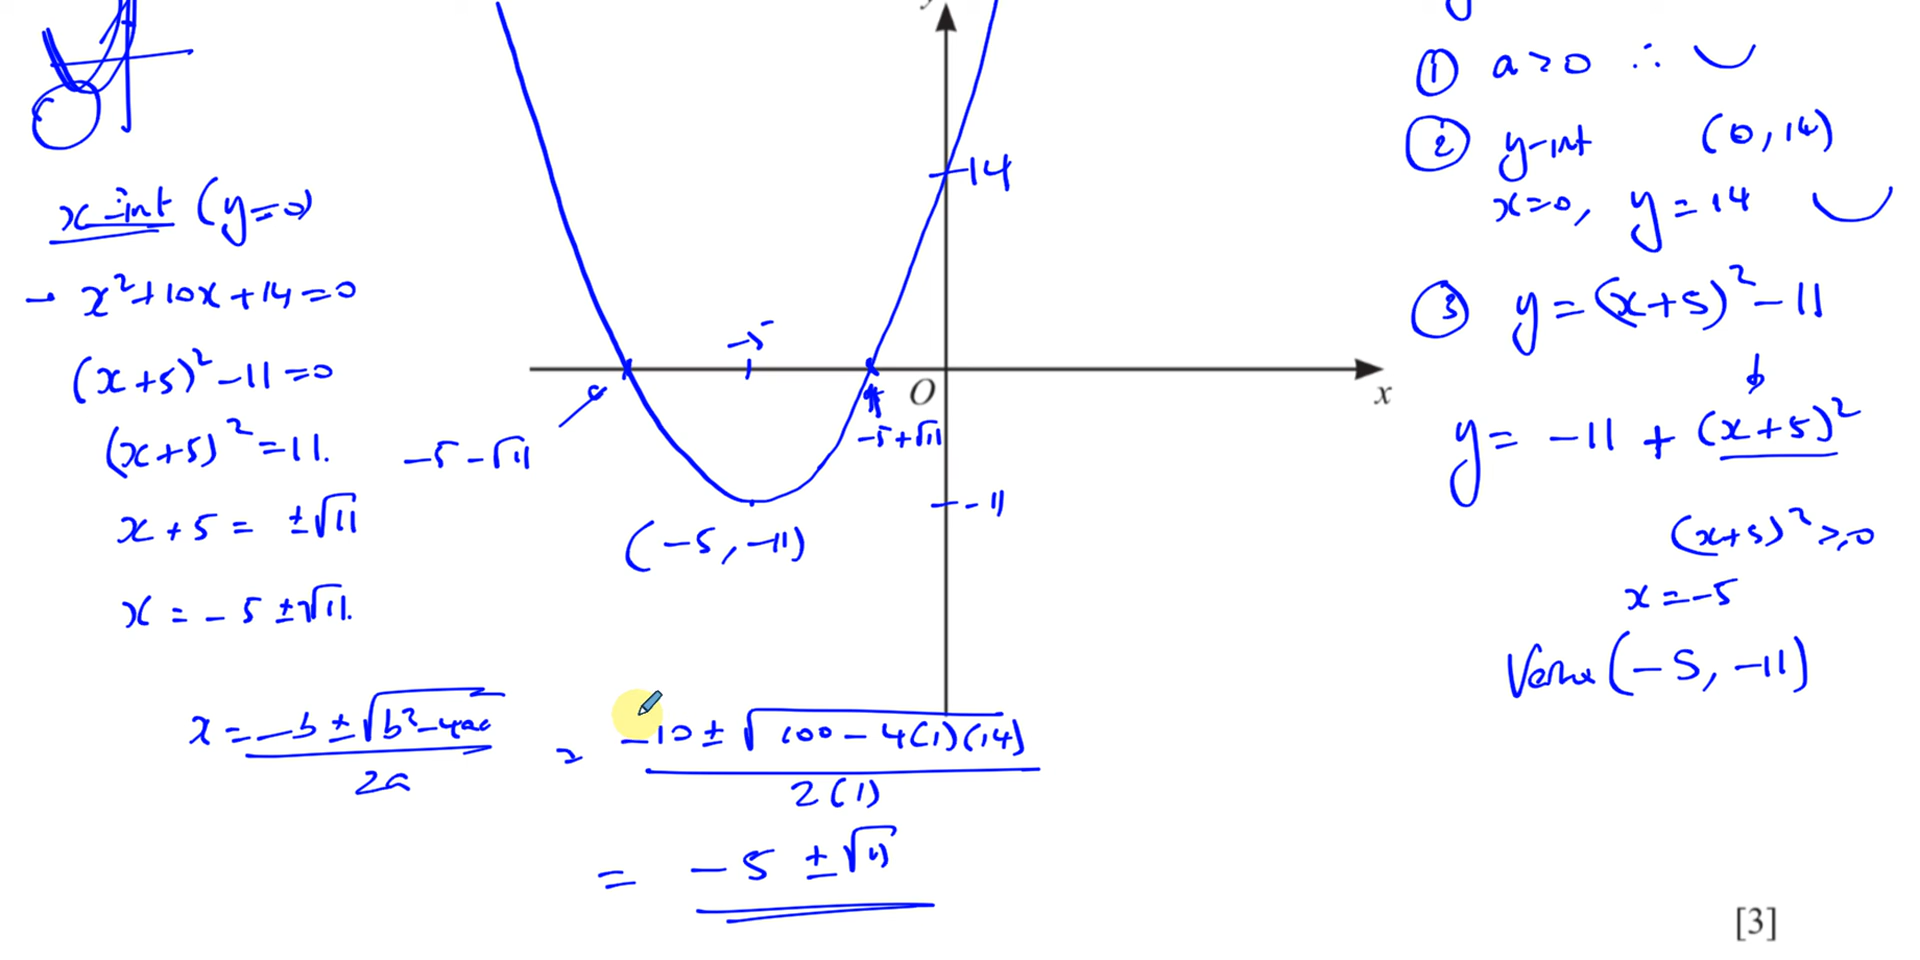 x-int (y=0)
→ x²+10x+14=0
(x+5)²-11=0
(x+5)²=11.
x+5= ±√11
x=-5±√11.
14
-5
O
x
-5-√11
-5+√11
-11
(-5,-11)
① a>0 ∴
② y-int (0,14)
x=0, y=14
③ y=(x+5)²-11
y=-11+(x+5)²
(x+5)²≥0
x=-5
Vertex (-5,-11)
x=-b±√b²-4ac = -10±√100-4(1)(14)
2a 2(1)
= -5±√11
[3]